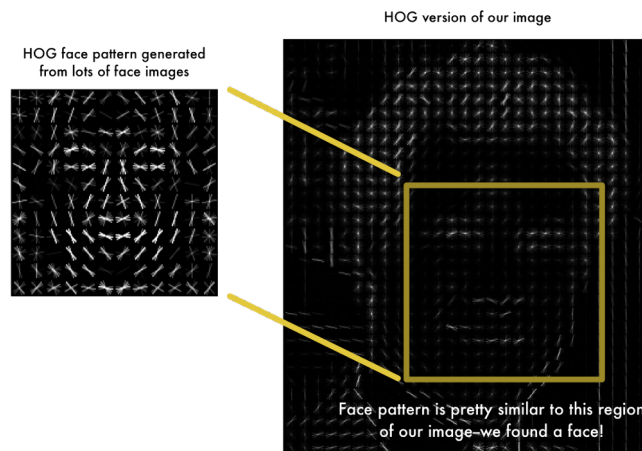 HOG version of our image
HOG face pattern generated
from lots of face images
Face pattern is pretty similar to this region
of our image–we found a face!